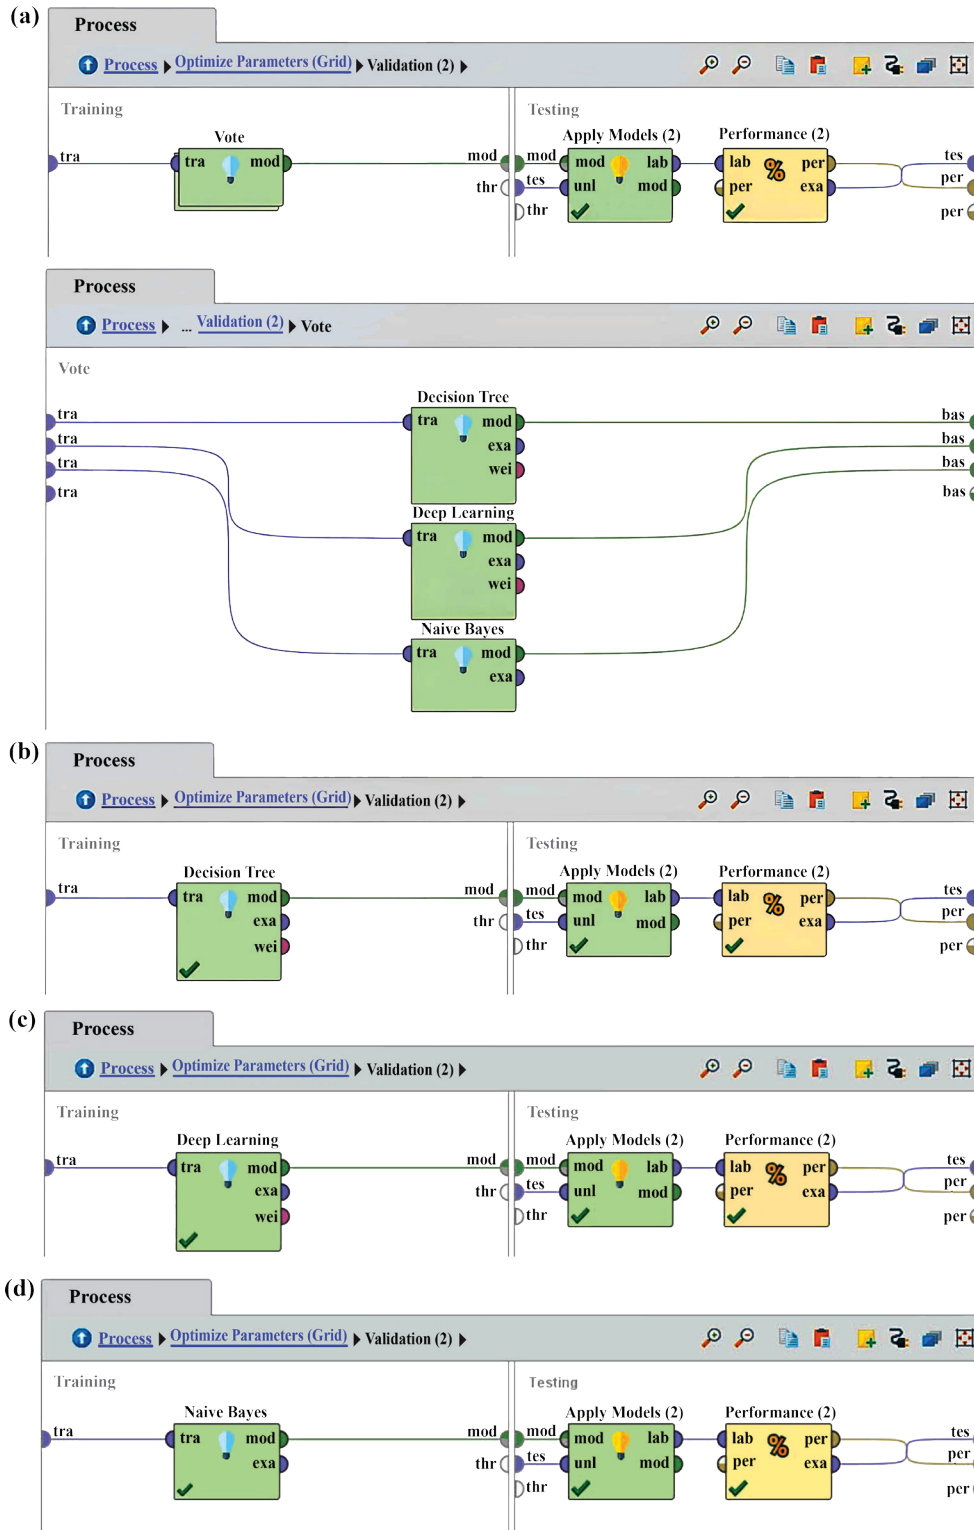 (a)
Process
Process Optimize Parameters (Grid) Validation (2)
Training
Testing
Vote
Apply Models (2)
Performance (2)
tra
tra mod
mod
mod
mod lab
lab per
tes
thr
tes
unl mod
per exa
per
thr
per
Process
Process ... Validation (2) Vote
Vote
Decision Tree
tra
tra mod
bas
tra
exa
bas
tra
wei
bas
tra
bas
Deep Learning
tra mod
exa
wei
Naive Bayes
tra mod
exa
(b)
Process
Process Optimize Parameters (Grid) Validation (2)
Training
Testing
Decision Tree
Apply Models (2)
Performance (2)
tra
tra mod
mod
mod
mod lab
lab per
tes
exa
thr
tes
unl mod
per exa
per
wei
thr
per
(c)
Process
Process Optimize Parameters (Grid) Validation (2)
Training
Testing
Deep Learning
Apply Models (2)
Performance (2)
tra
tra mod
mod
mod
mod lab
lab per
tes
exa
thr
tes
unl mod
per exa
per
wei
thr
per
(d)
Process
Process Optimize Parameters (Grid) Validation (2)
Training
Testing
Naive Bayes
Apply Models (2)
Performance (2)
tra
tra mod
mod
mod
mod lab
lab per
tes
exa
thr
tes
unl mod
per exa
per
thr
per